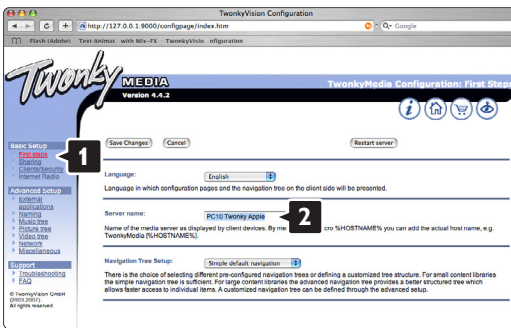 TwonkyVision Configuration
http://127.0.0.1:9000/configpage/index.htm
Google
Flash (Adobe) Text Animat with Mix-FX TwonkyVisio nfiguration
Twonky
MEDIA
Version 4.4.2
TwonkyMedia Configuration: First Steps
Save Changes Cancel Restart server
Basic Setup
First steps
Sharing
Clients/Security
Internet Radio
Advanced Setup
External
applications
Naming
Music tree
Picture tree
Video tree
Network
Miscellaneous
Support
Troubleshooting
FAQ
© TwonkyVision GmbH
(2003,2007)
All rights reserved
1
Language: English
Language in which configuration pages and the navigation tree on the client side will be presented.
Server name: PC10 Twonky Apple
2
Name of the media server as displayed by client devices. By me cro %HOSTNAME% you can add the actual host name, e.g.
TwonkyMedia [%HOSTNAME%].
Navigation Tree Setup: Simple default navigation
There is the choice of selecting different pre-configured navigation trees or defining a customized tree structure. For small content libraries
the simple navigation tree is sufficient. For large content libraries the advanced navigation tree provides a better structured tree which
allows faster access to individual items. A customized navigation tree can be defined through the advanced setup.